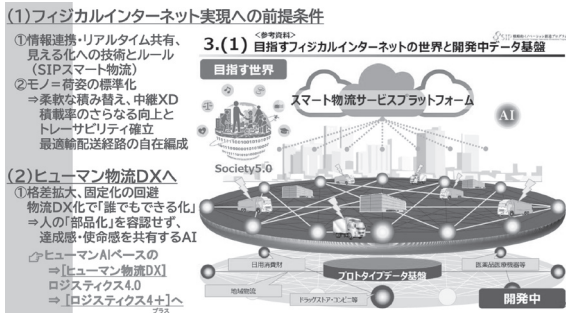 (1)フィジカルインターネット実現への前提条件
①情報連携・リアルタイム共有、
見える化への技術とルール
(SIPスマート物流)
②モノ=荷姿の標準化
⇒柔軟な積み替え、中継XD
積載率のさらなる向上と
トレーサビリティ確立
最適輸配送経路の自在編成
(2)ヒューマン物流DXへ
①格差拡大、固定化の回避
物流DX化で「誰でもできる化」
⇒人の「部品化」を容認せず、
達成感・使命感を共有するAI
☞ヒューマンAIベースの
⇒[ヒューマン物流DX]
ロジスティクス4.0
⇒[ロジスティクス4+]へ
プラス
<参考資料>
3.(1) 目指すフィジカルインターネットの世界と開発中データ基盤
目指す世界
スマート物流サービスプラットフォーム
AI
Society5.0
日用消費財
プロトタイプデータ基盤
医薬品医療機器等
地域物流
ドラッグストア・コンビニ等
開発中